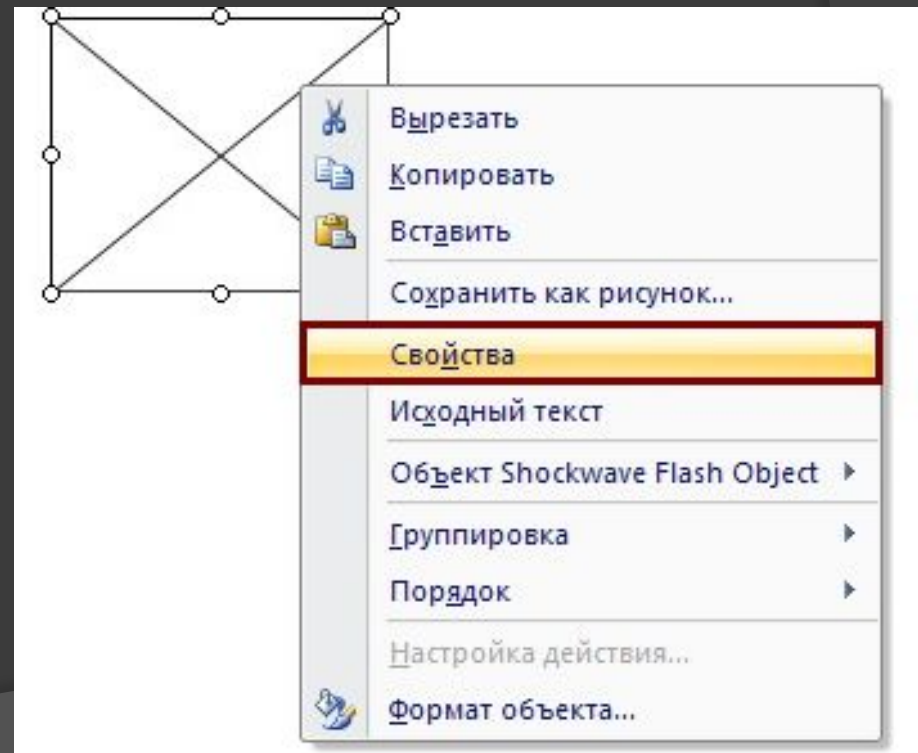 Вырезать
Копировать
Вставить
Сохранить как рисунок...
Свойства
Исходный текст
Объект Shockwave Flash Object
Группировка
Порядок
Настройка действия...
Формат объекта...